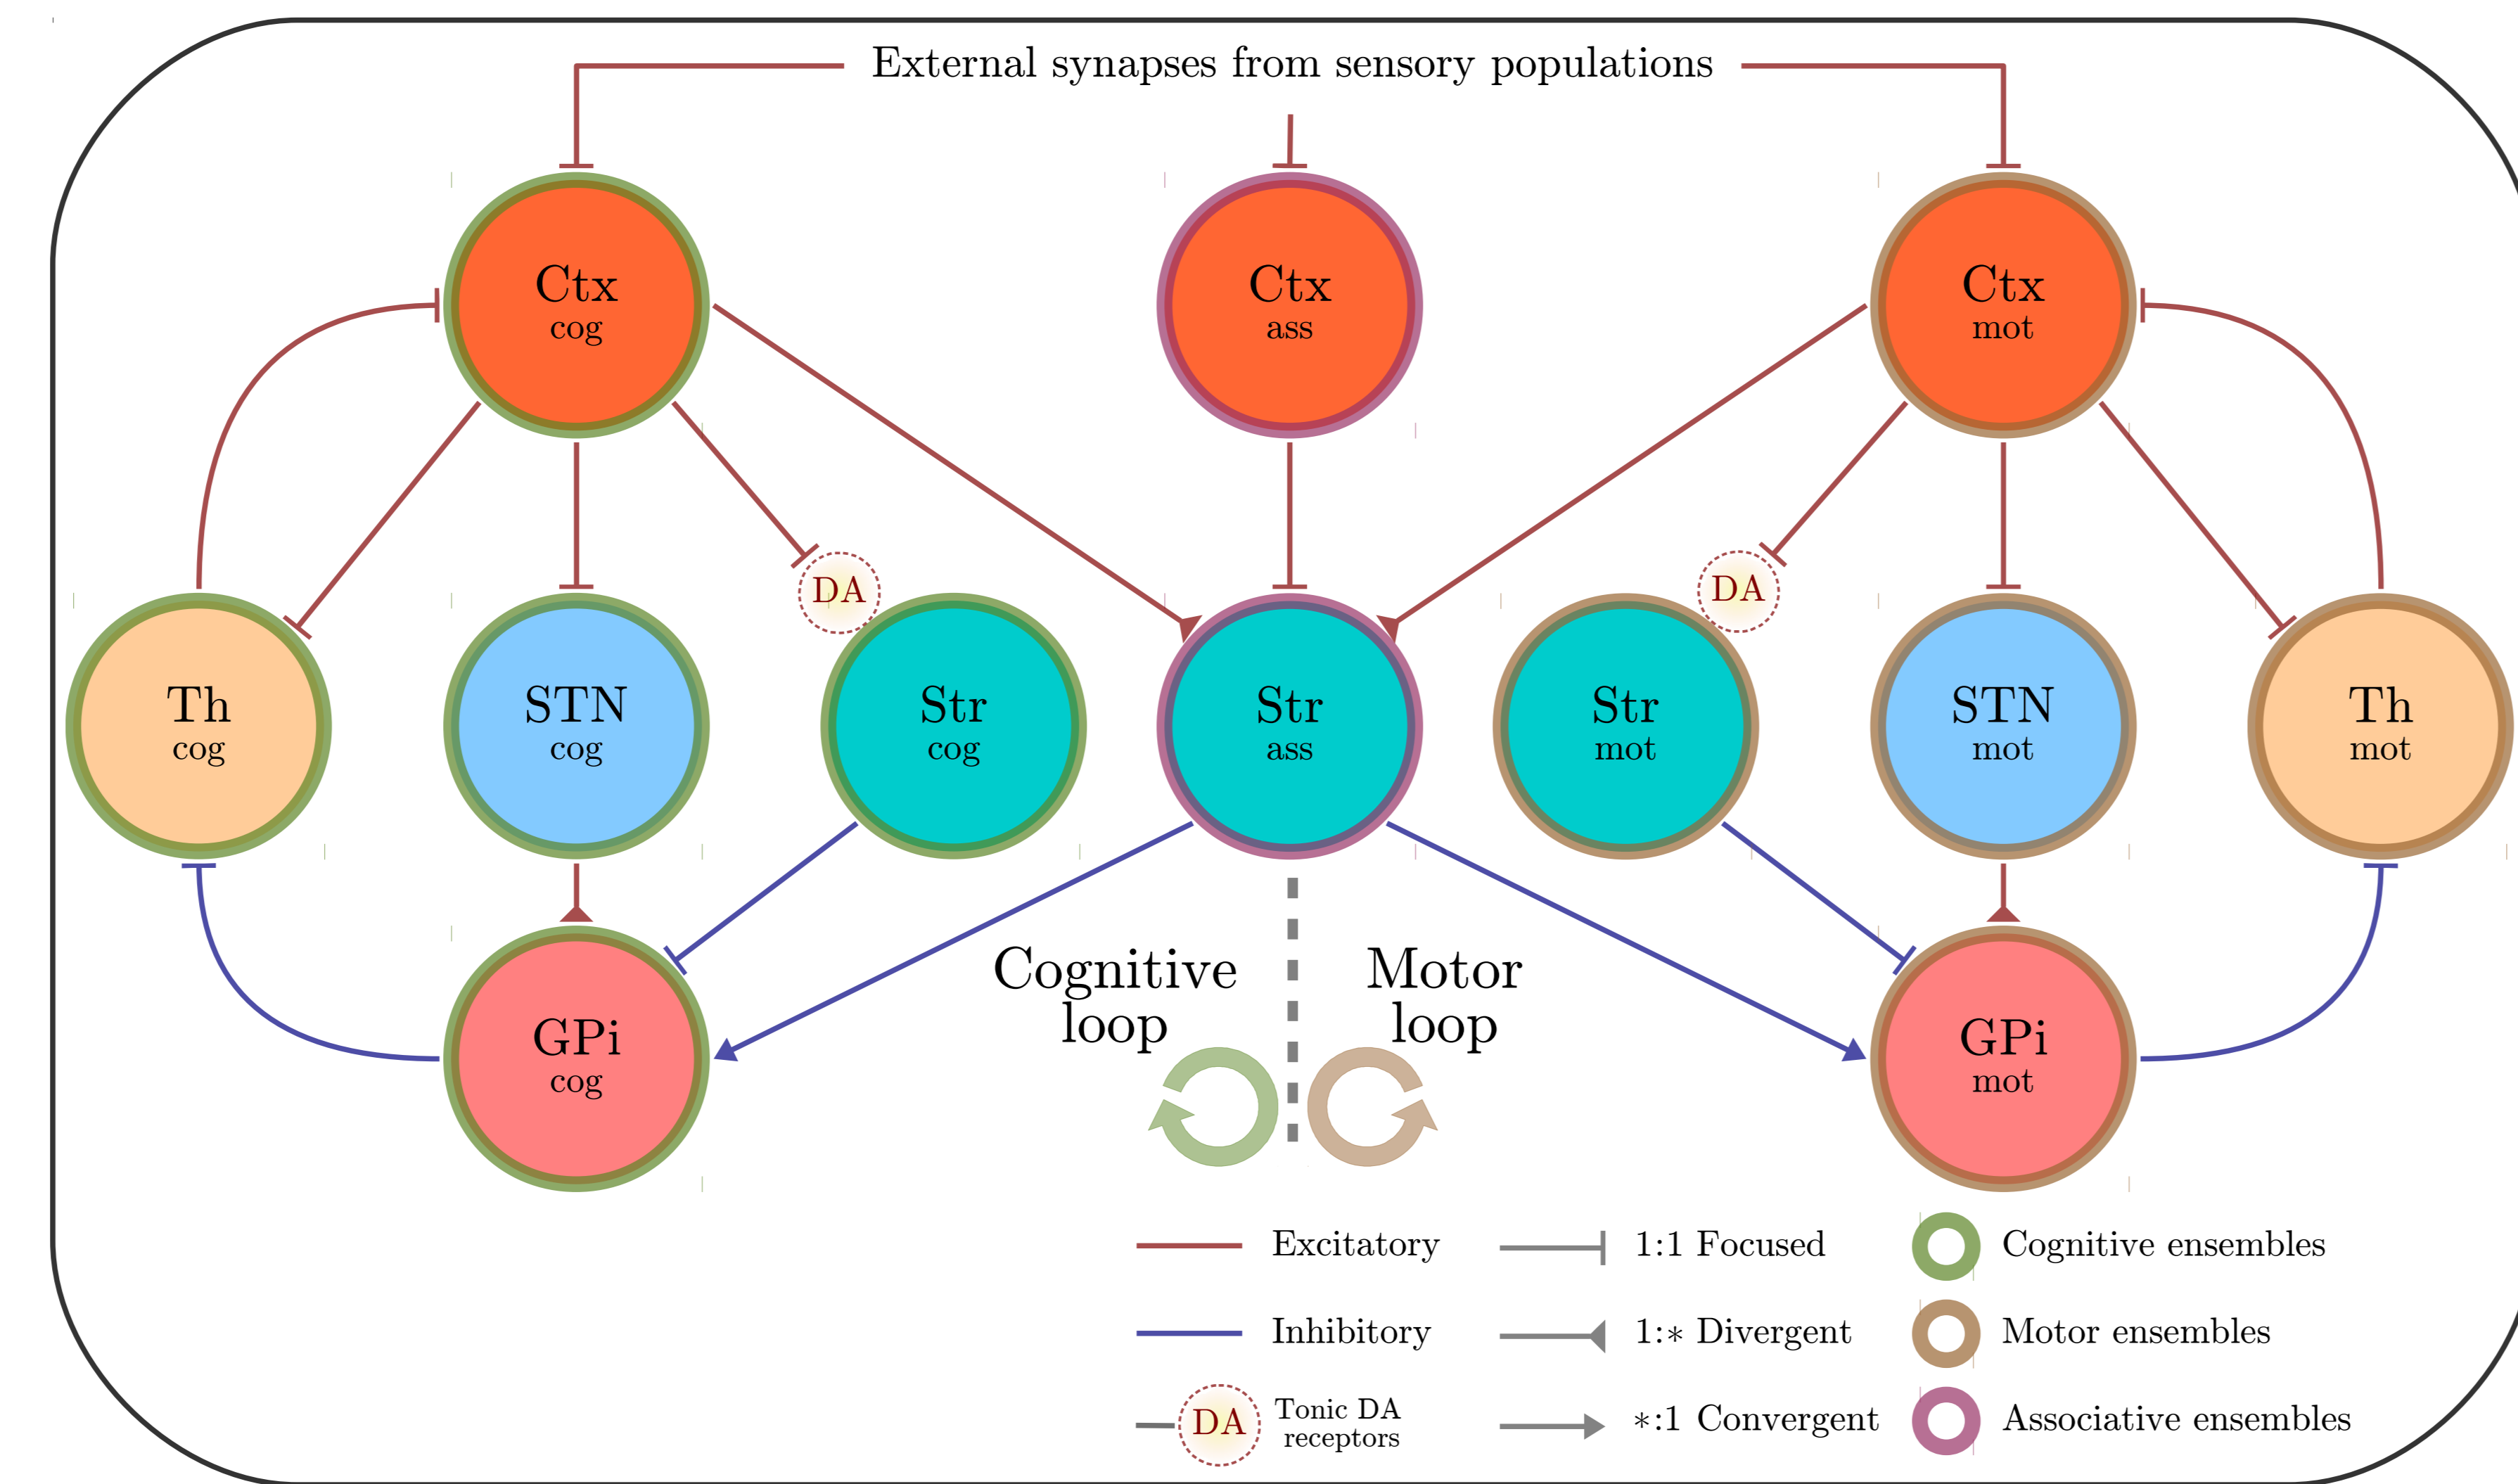 External synapses from sensory populations
Ctx
cog
Ctx
ass
Ctx
mot
DA
DA
Th
cog
STN
cog
Str
cog
Str
ass
Str
mot
STN
mot
Th
mot
GPi
cog
Cognitive
loop
Motor
loop
GPi
mot
Excitatory
1:1 Focused
Cognitive ensembles
Inhibitory
1:* Divergent
Motor ensembles
DA
Tonic DA
receptors
*:1 Convergent
Associative ensembles